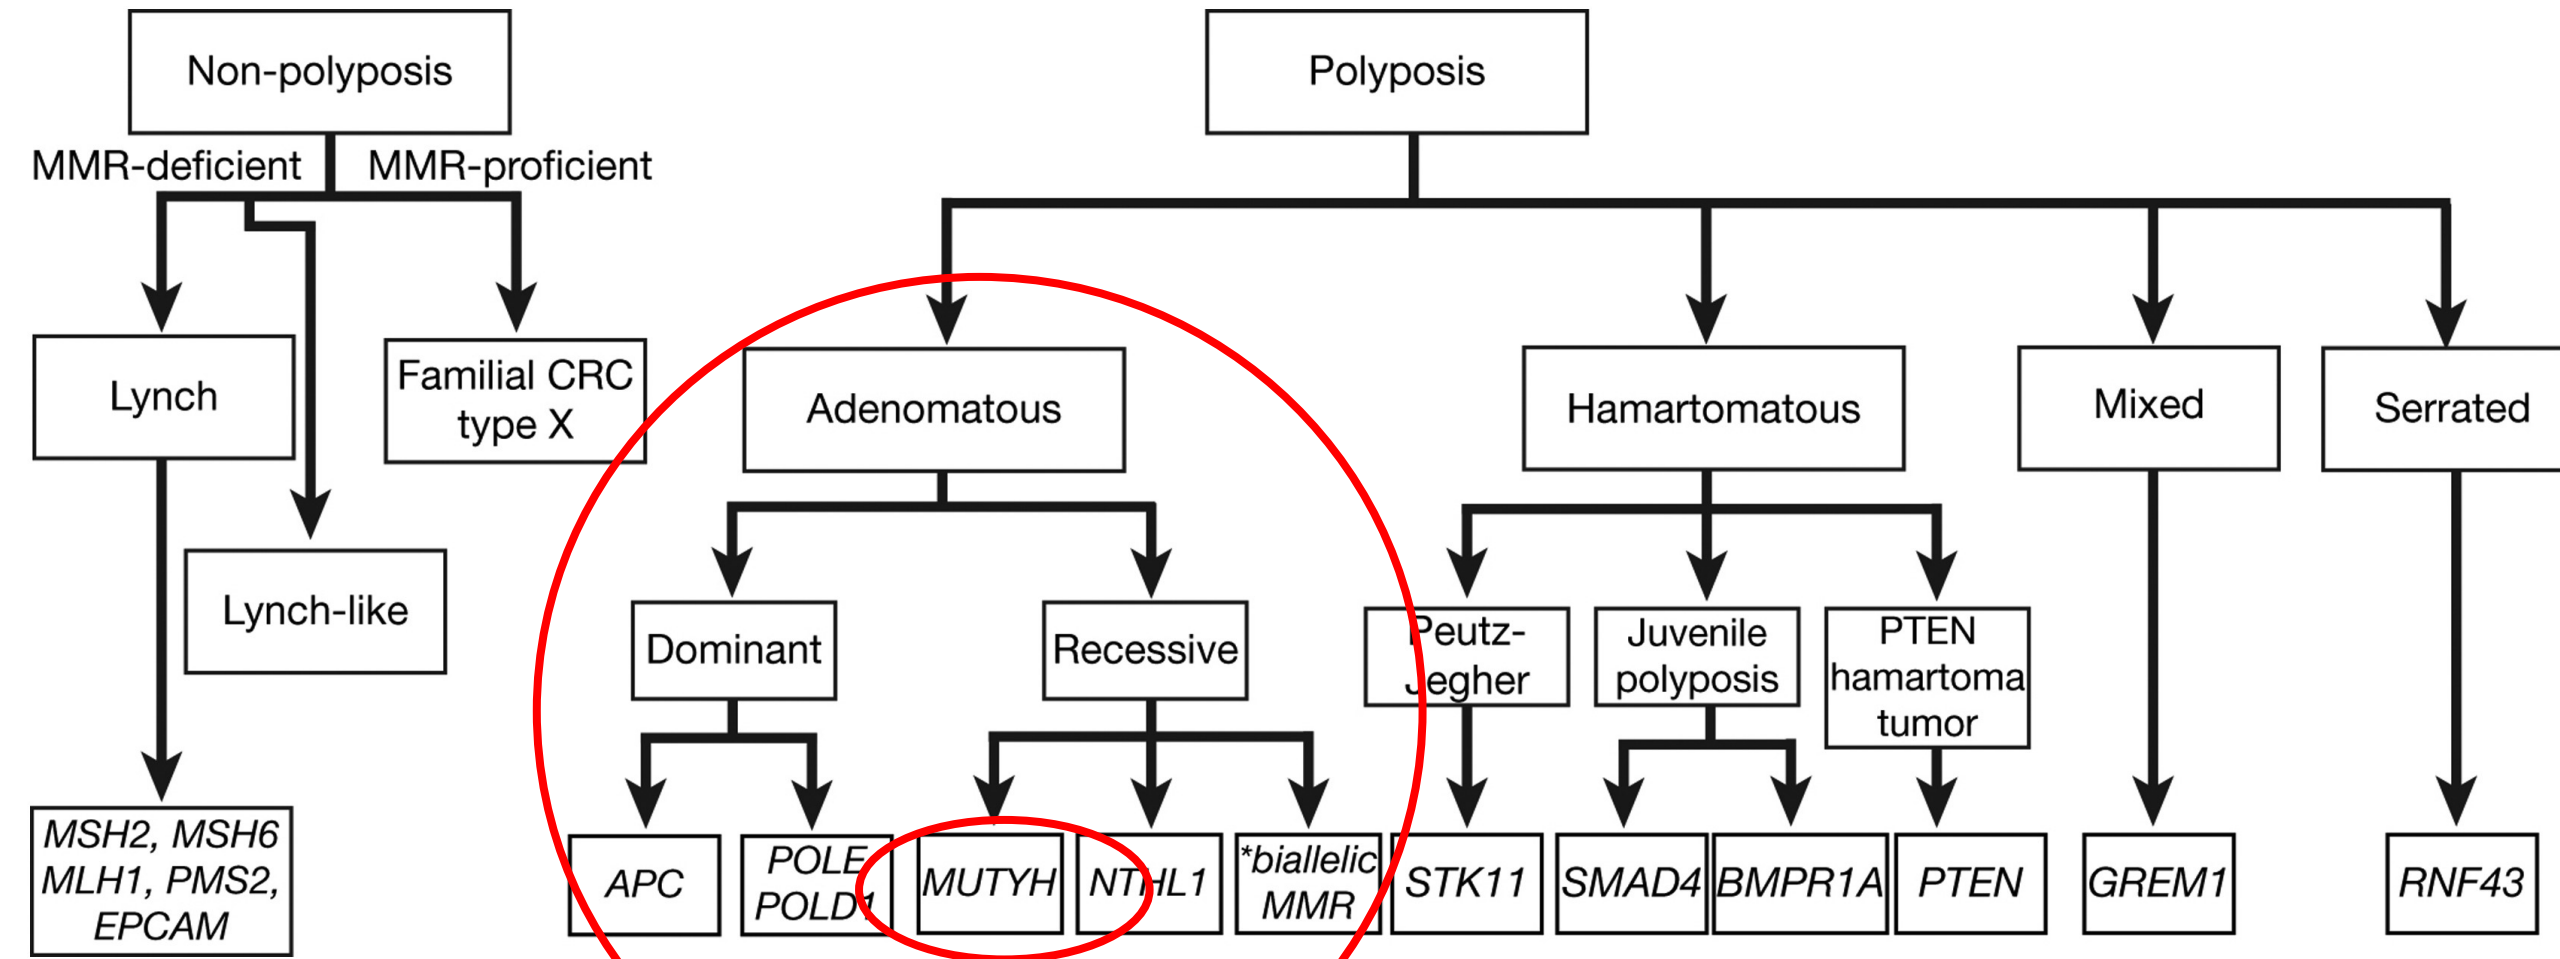 Non-polyposis
Polyposis
MMR-deficient
MMR-proficient
Lynch
Familial CRC
type X
Adenomatous
Hamartomatous
Mixed
Serrated
Lynch-like
Dominant
Recessive
Peutz-
Jegher
Juvenile
polyposis
PTEN
hamartoma
tumor
MSH2, MSH6
MLH1, PMS2,
EPCAM
APC
POLE
POLD1
MUTYH
NTHL1
*biallelic
MMR
STK11
SMAD4
BMPR1A
PTEN
GREM1
RNF43